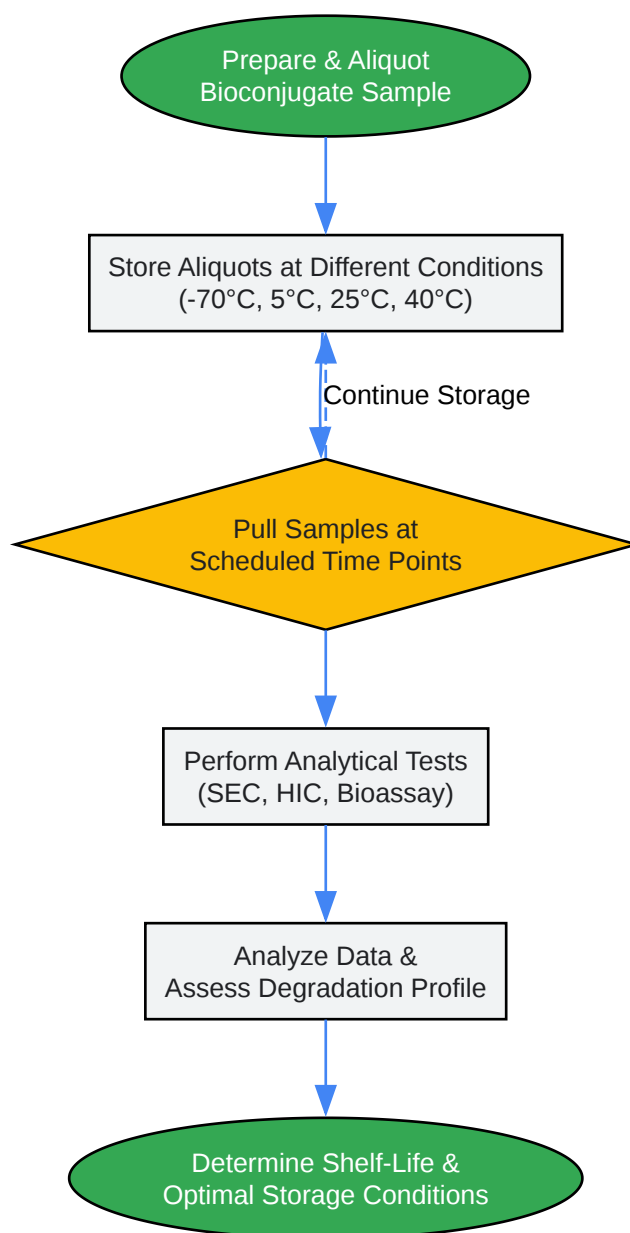 Prepare & Aliquot
Bioconjugate Sample
Store Aliquots at Different Conditions
(-70°C, 5°C, 25°C, 40°C)
Continue Storage
Pull Samples at
Scheduled Time Points
Perform Analytical Tests
(SEC, HIC, Bioassay)
Analyze Data &
Assess Degradation Profile
Determine Shelf-Life &
Optimal Storage Conditions